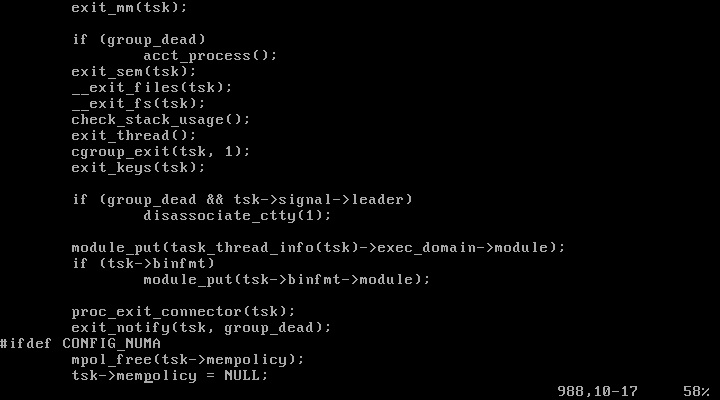 exit_mm(tsk);
if (group_dead)
acct_process();
exit_sem(tsk);
__exit_files(tsk);
__exit_fs(tsk);
check_stack_usage();
exit_thread();
cgroup_exit(tsk, 1);
exit_keys(tsk);
if (group_dead && tsk->signal->leader)
disassociate_ctty(1);
module_put(task_thread_info(tsk)->exec_domain->module);
if (tsk->binfmt)
module_put(tsk->binfmt->module);
proc_exit_connector(tsk);
exit_notify(tsk, group_dead);
#ifdef CONFIG_NUMA
mpol_free(tsk->mempolicy);
tsk->mempolicy = NULL;
988,10-17 58%